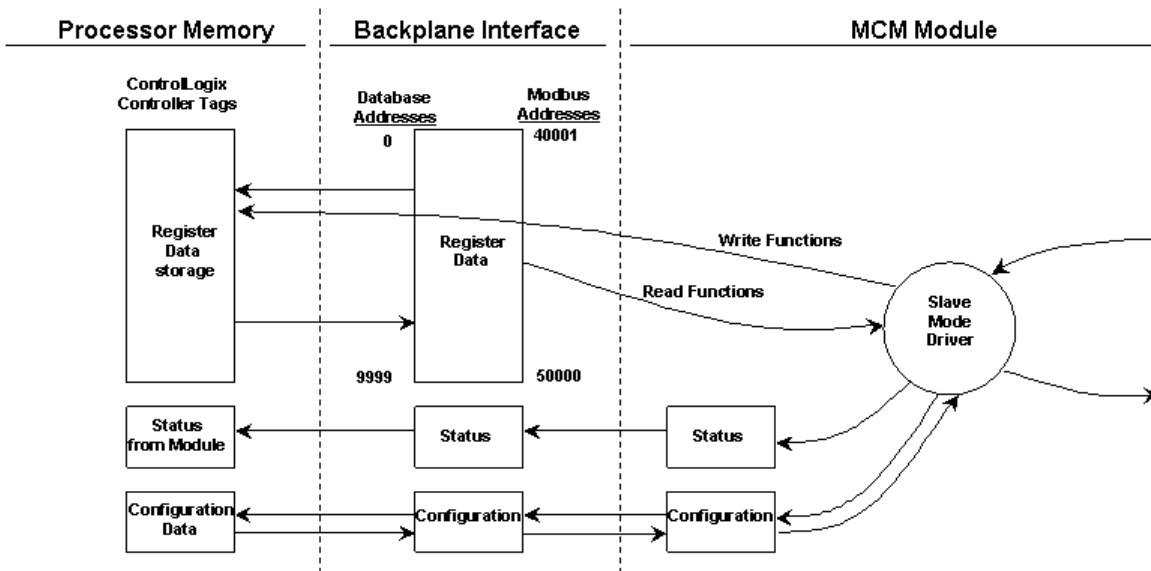 Processor Memory
Backplane Interface
MCM Module
ControlLogix
Controller Tags
Database
Addresses
Modbus
Addresses
0
40001
Register
Data
storage
Register
Data
Write Functions
Read Functions
Slave
Mode
Driver
9999
50000
Status
from Module
Status
Status
Configuration
Data
Configuration
Configuration